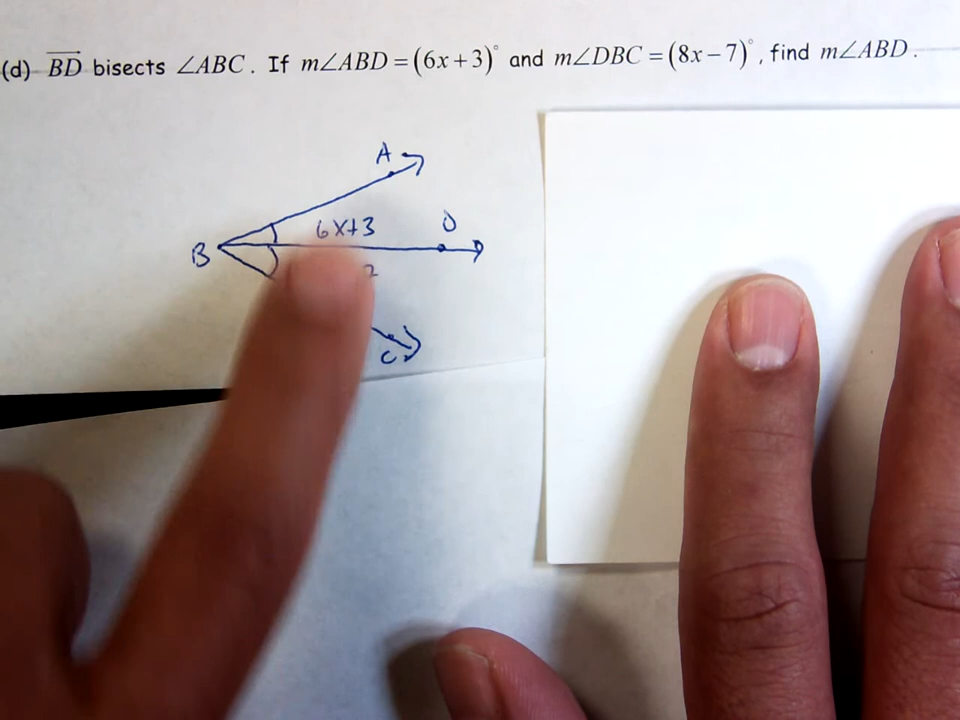 (d) BD bisects ∠ABC. If m∠ABD = (6x+3)° and m∠DBC = (8x−7)°, find m∠ABD.
A
6x+3
D
B
C